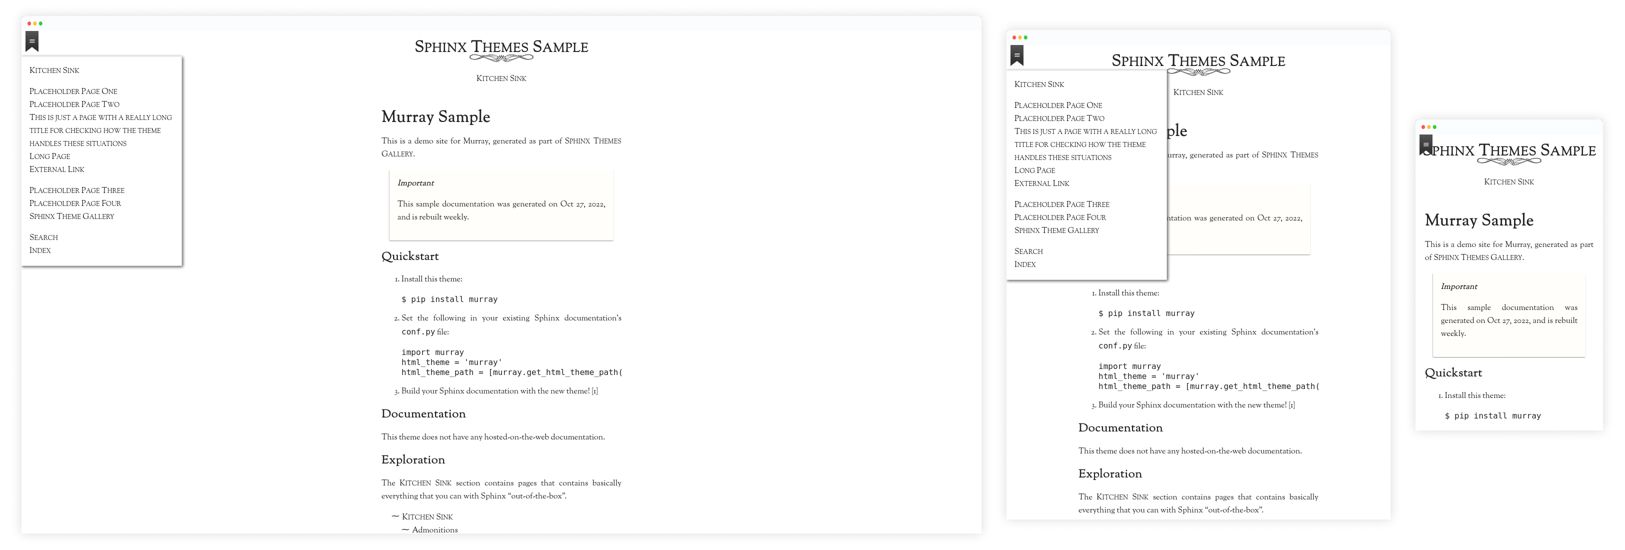 SPHINX THEMES SAMPLE
KITCHEN SINK
KITCHEN SINK
PLACEHOLDER PAGE ONE
PLACEHOLDER PAGE TWO
THIS IS JUST A PAGE WITH A REALLY LONG
TITLE FOR CHECKING HOW THE THEME
HANDLES THESE SITUATIONS
LONG PAGE
EXTERNAL LINK
PLACEHOLDER PAGE THREE
PLACEHOLDER PAGE FOUR
SPHINX THEME GALLERY
SEARCH
INDEX
Murray Sample
This is a demo site for Murray, generated as part of SPHINX THEMES
GALLERY.
Important
This sample documentation was generated on Oct 27, 2022,
and is rebuilt weekly.
Quickstart
1. Install this theme:
$ pip install murray
2. Set the following in your existing Sphinx documentation's
conf.py file:
import murray
html_theme = 'murray'
html_theme_path = [murray.get_html_theme_path(
3. Build your Sphinx documentation with the new theme! [1]
Documentation
This theme does not have any hosted-on-the-web documentation.
Exploration
The KITCHEN SINK section contains pages that contains basically
everything that you can with Sphinx “out-of-the-box”.
~ KITCHEN SINK
~ Admonitions
SPHINX THEMES SAMPLE
KITCHEN SINK
KITCHEN SINK
PLACEHOLDER PAGE ONE
PLACEHOLDER PAGE TWO
THIS IS JUST A PAGE WITH A REALLY LONG
TITLE FOR CHECKING HOW THE THEME
HANDLES THESE SITUATIONS
LONG PAGE
EXTERNAL LINK
PLACEHOLDER PAGE THREE
PLACEHOLDER PAGE FOUR
SPHINX THEME GALLERY
SEARCH
INDEX
ple
urray, generated as part of SPHINX THEMES
ntation was generated on Oct 27, 2022,
1. Install this theme:
$ pip install murray
2. Set the following in your existing Sphinx documentation's
conf.py file:
import murray
html_theme = 'murray'
html_theme_path = [murray.get_html_theme_path(
3. Build your Sphinx documentation with the new theme! [1]
Documentation
This theme does not have any hosted-on-the-web documentation.
Exploration
The KITCHEN SINK section contains pages that contains basically
everything that you can with Sphinx “out-of-the-box”.
SPHINX THEMES SAMPLE
KITCHEN SINK
Murray Sample
This is a demo site for Murray, generated as part
of SPHINX THEMES GALLERY.
Important
This sample documentation was
generated on Oct 27, 2022, and is rebuilt
weekly.
Quickstart
1. Install this theme:
$ pip install murray